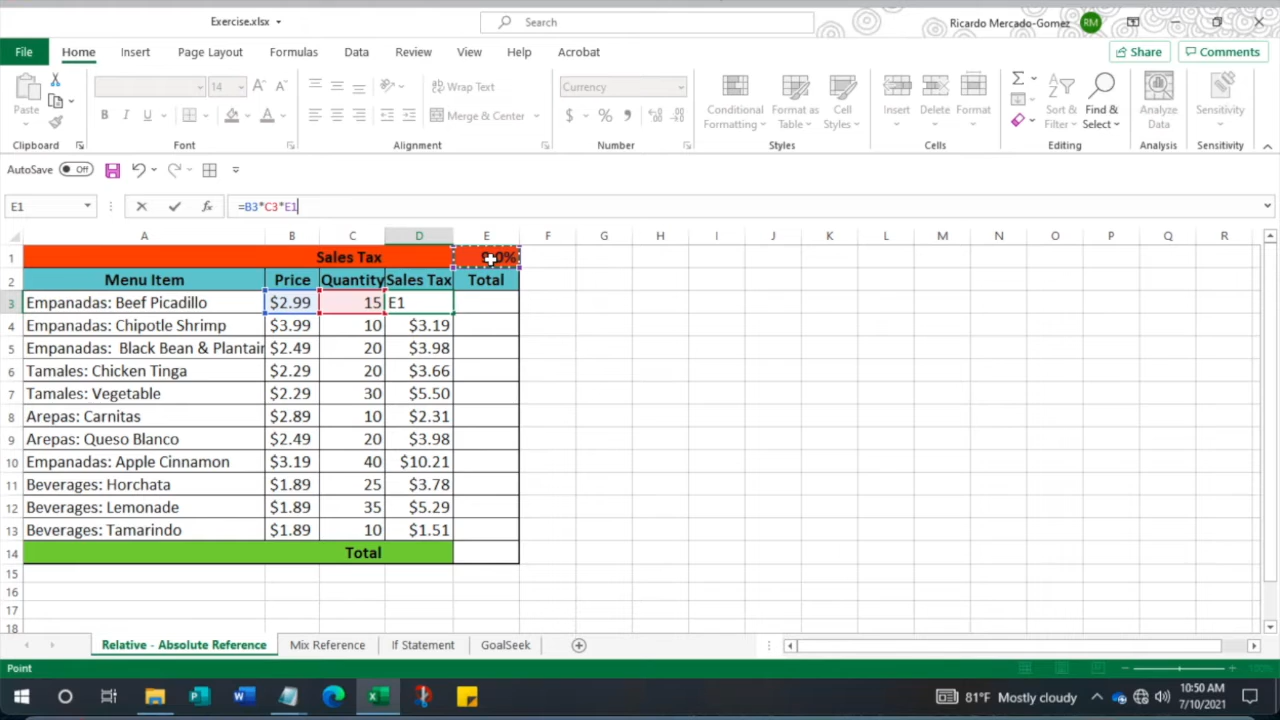 Exercise.xlsx
Search
Ricardo Mercado-Gomez RM
File Home Insert Page Layout Formulas Data Review View Help Acrobat Share Comments
14 Wrap Text Currency
Paste B I U A Merge & Center $ % Conditional Formatting Format as Table Cell Styles Insert Delete Format Sort & Filter Find & Select Analyze Data Sensitivity
Clipboard Font Alignment Number Styles Cells Editing Analysis Sensitivity
AutoSave Off
E1 fx =B3*C3*E1
A B C D E F G H I J K L M N O P Q R
1 Sales Tax
2 Menu Item Price Quantity Sales Tax Total
3 Empanadas: Beef Picadillo $2.99 15 E1
4 Empanadas: Chipotle Shrimp $3.99 10 $3.19
5 Empanadas: Black Bean & Plantain $2.49 20 $3.98
6 Tamales: Chicken Tinga $2.29 20 $3.66
7 Tamales: Vegetable $2.29 30 $5.50
8 Arepas: Carnitas $2.89 10 $2.31
9 Arepas: Queso Blanco $2.49 20 $3.98
10 Empanadas: Apple Cinnamon $3.19 40 $10.21
11 Beverages: Horchata $1.89 25 $3.78
12 Beverages: Lemonade $1.89 35 $5.29
13 Beverages: Tamarindo $1.89 10 $1.51
14 Total
15
16
17
18
Relative - Absolute Reference Mix Reference If Statement GoalSeek
Point 100%
81°F Mostly cloudy
10:50 AM
7/10/2021